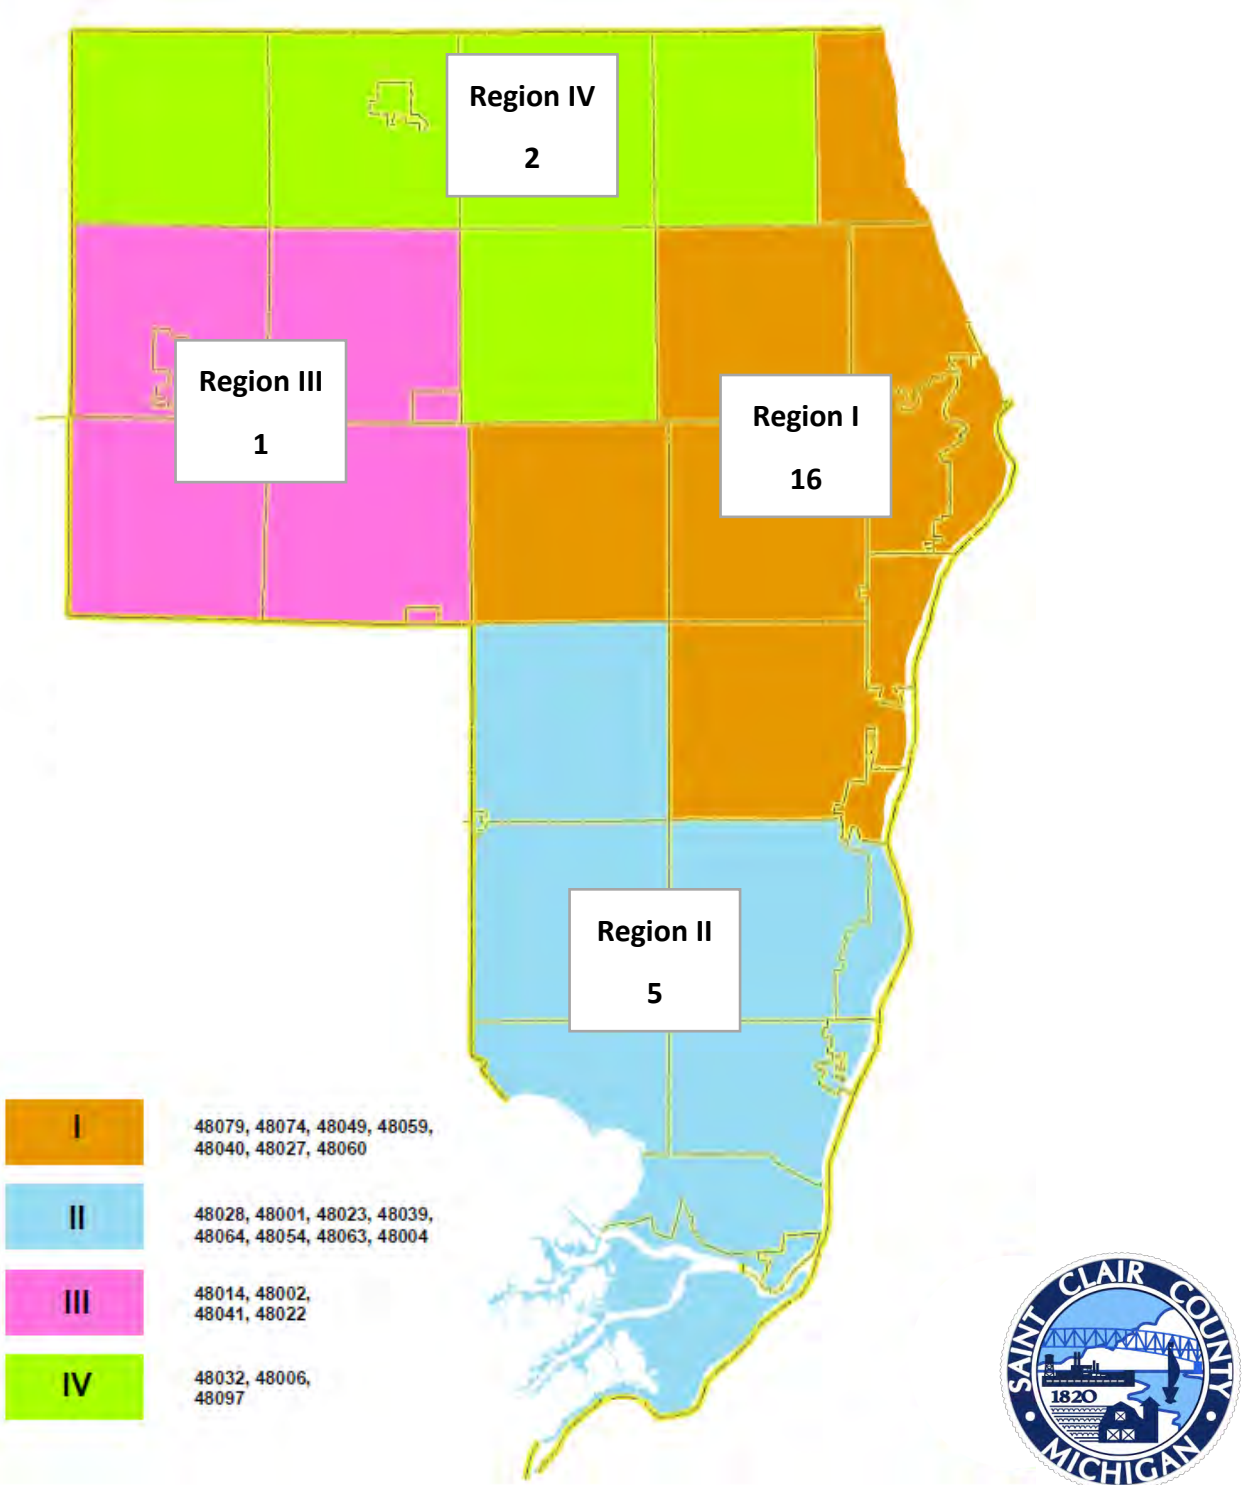 Region IV
2
Region III
1
Region I
16
Region II
5
I
48079, 48074, 48049, 48059,
48040, 48027, 48060
II
48028, 48001, 48023, 48039,
48064, 48054, 48063, 48004
III
48014, 48002,
48041, 48022
IV
48032, 48006,
48097
SAINT CLAIR COUNTY
1820
MICHIGAN